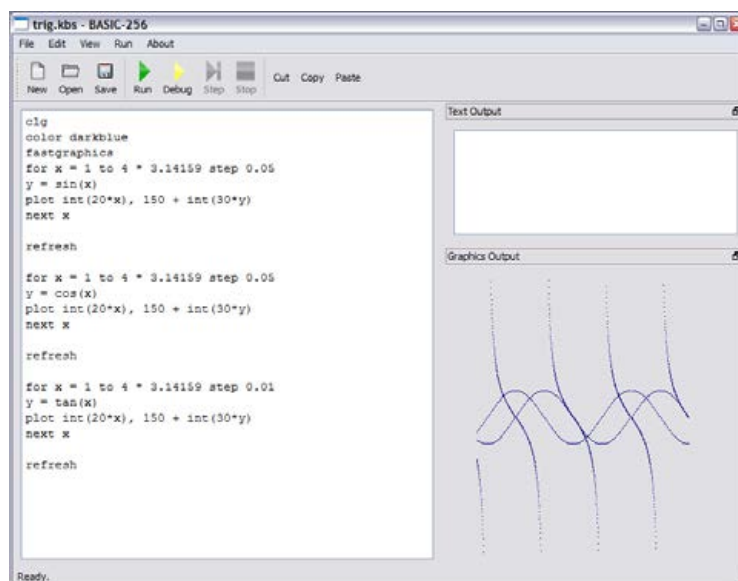 trig.kbs - BASIC-256
File Edit View Run About
New Open Save Run Debug Step Stop Cut Copy Paste
clg
color darkblue
fastgraphics
for x = 1 to 4 * 3.14159 step 0.05
y = sin(x)
plot int(20*x), 150 + int(30*y)
next x
refresh
for x = 1 to 4 * 3.14159 step 0.05
y = cos(x)
plot int(20*x), 150 + int(30*y)
next x
refresh
for x = 1 to 4 * 3.14159 step 0.01
y = tan(x)
plot int(20*x), 150 + int(30*y)
next x
refresh
Text Output
Graphics Output
Ready.